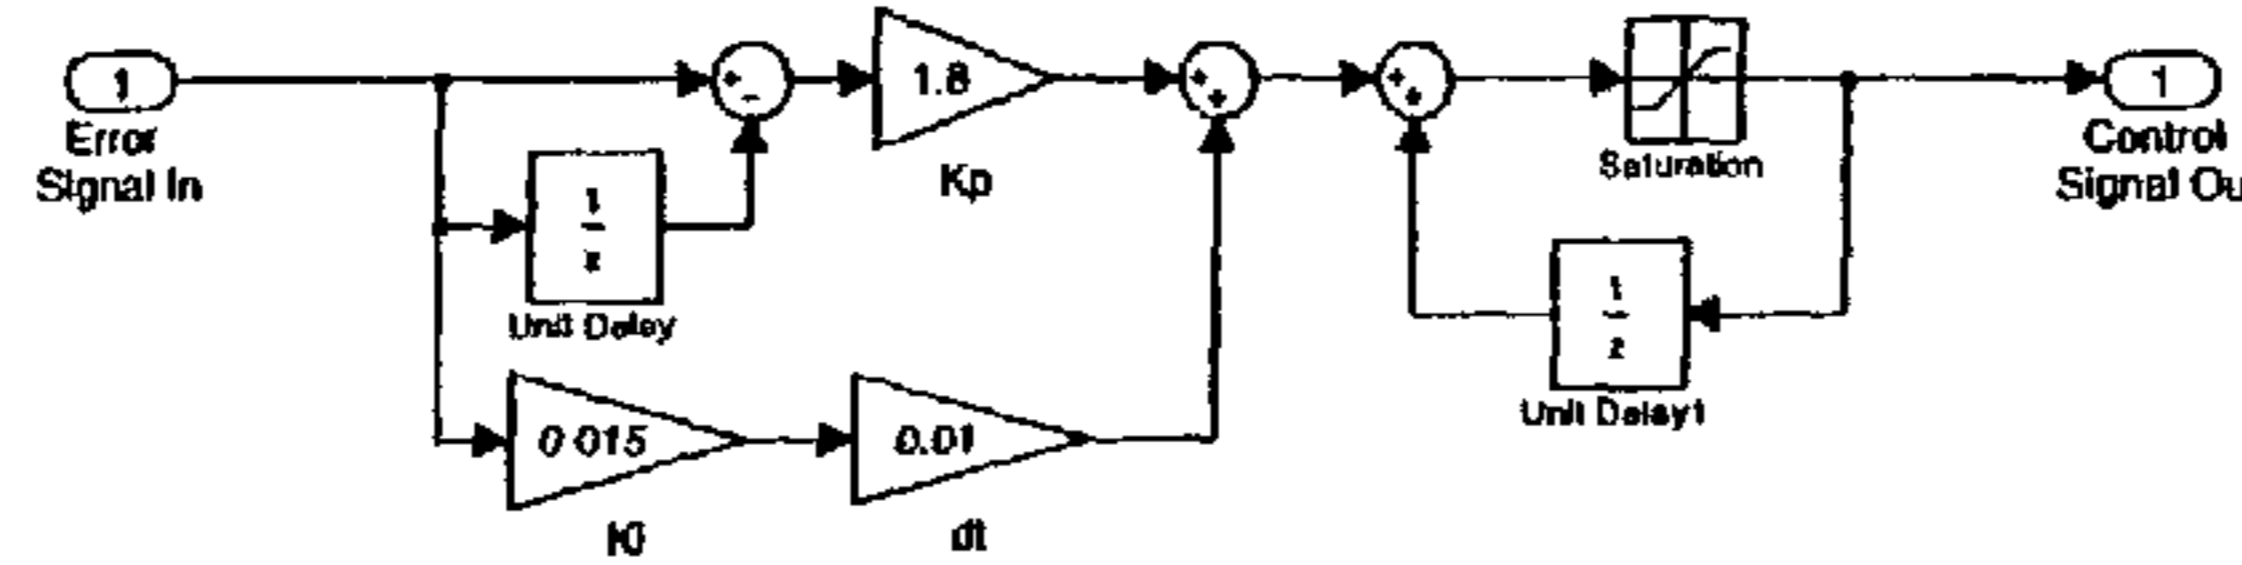 1
Error
Signal In
+
-
1.8
Kp
+
+
+
+
Saturation
1
Control
Signal Ou
1
z
Unit Delay
1
z
Unit Delay1
0.015
Ki
0.01
dt